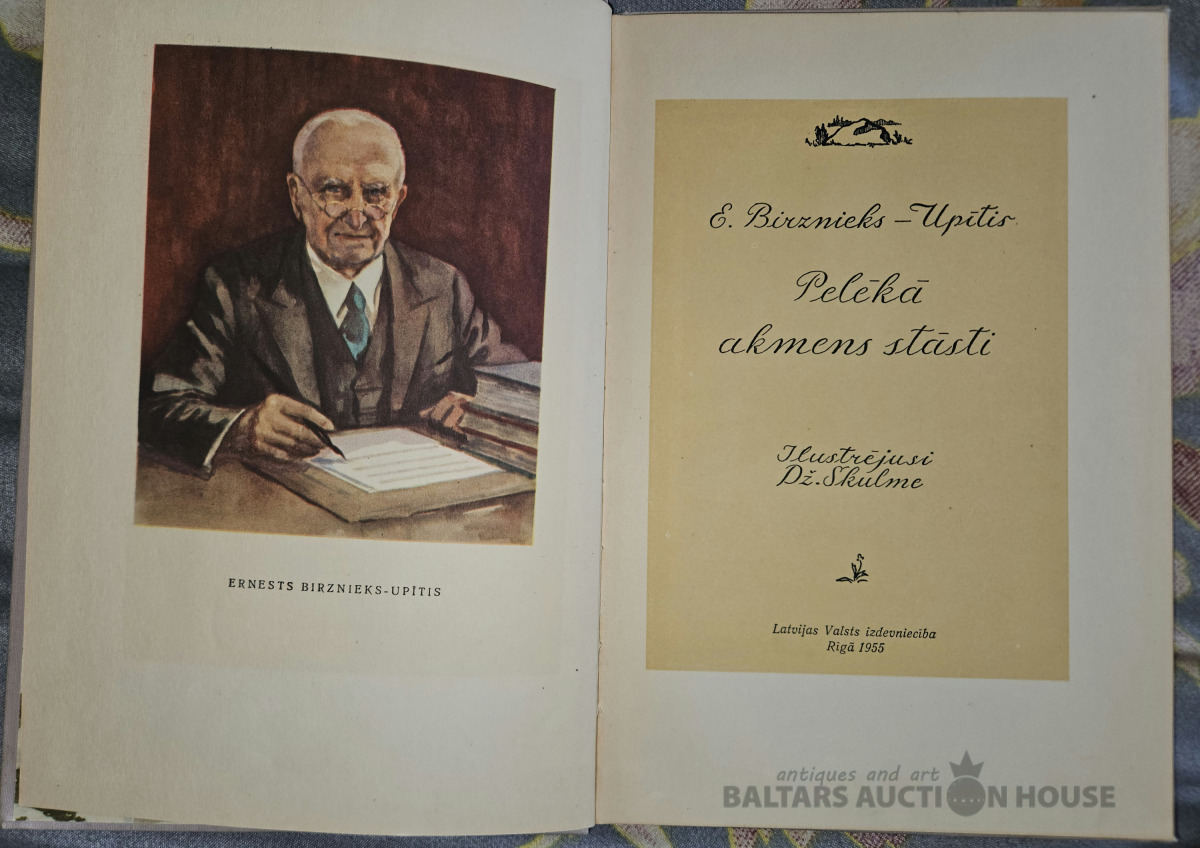 ERNESTS BIRZNIEKS-UPĪTIS
E. Birznieks – Upītis
Pelēkā
akmens stāsti
Ilustrējusi
Dž. Skulme
Latvijas Valsts izdevniecība
Rīgā 1955
antiques and art
BALTARS AUCTION HOUSE